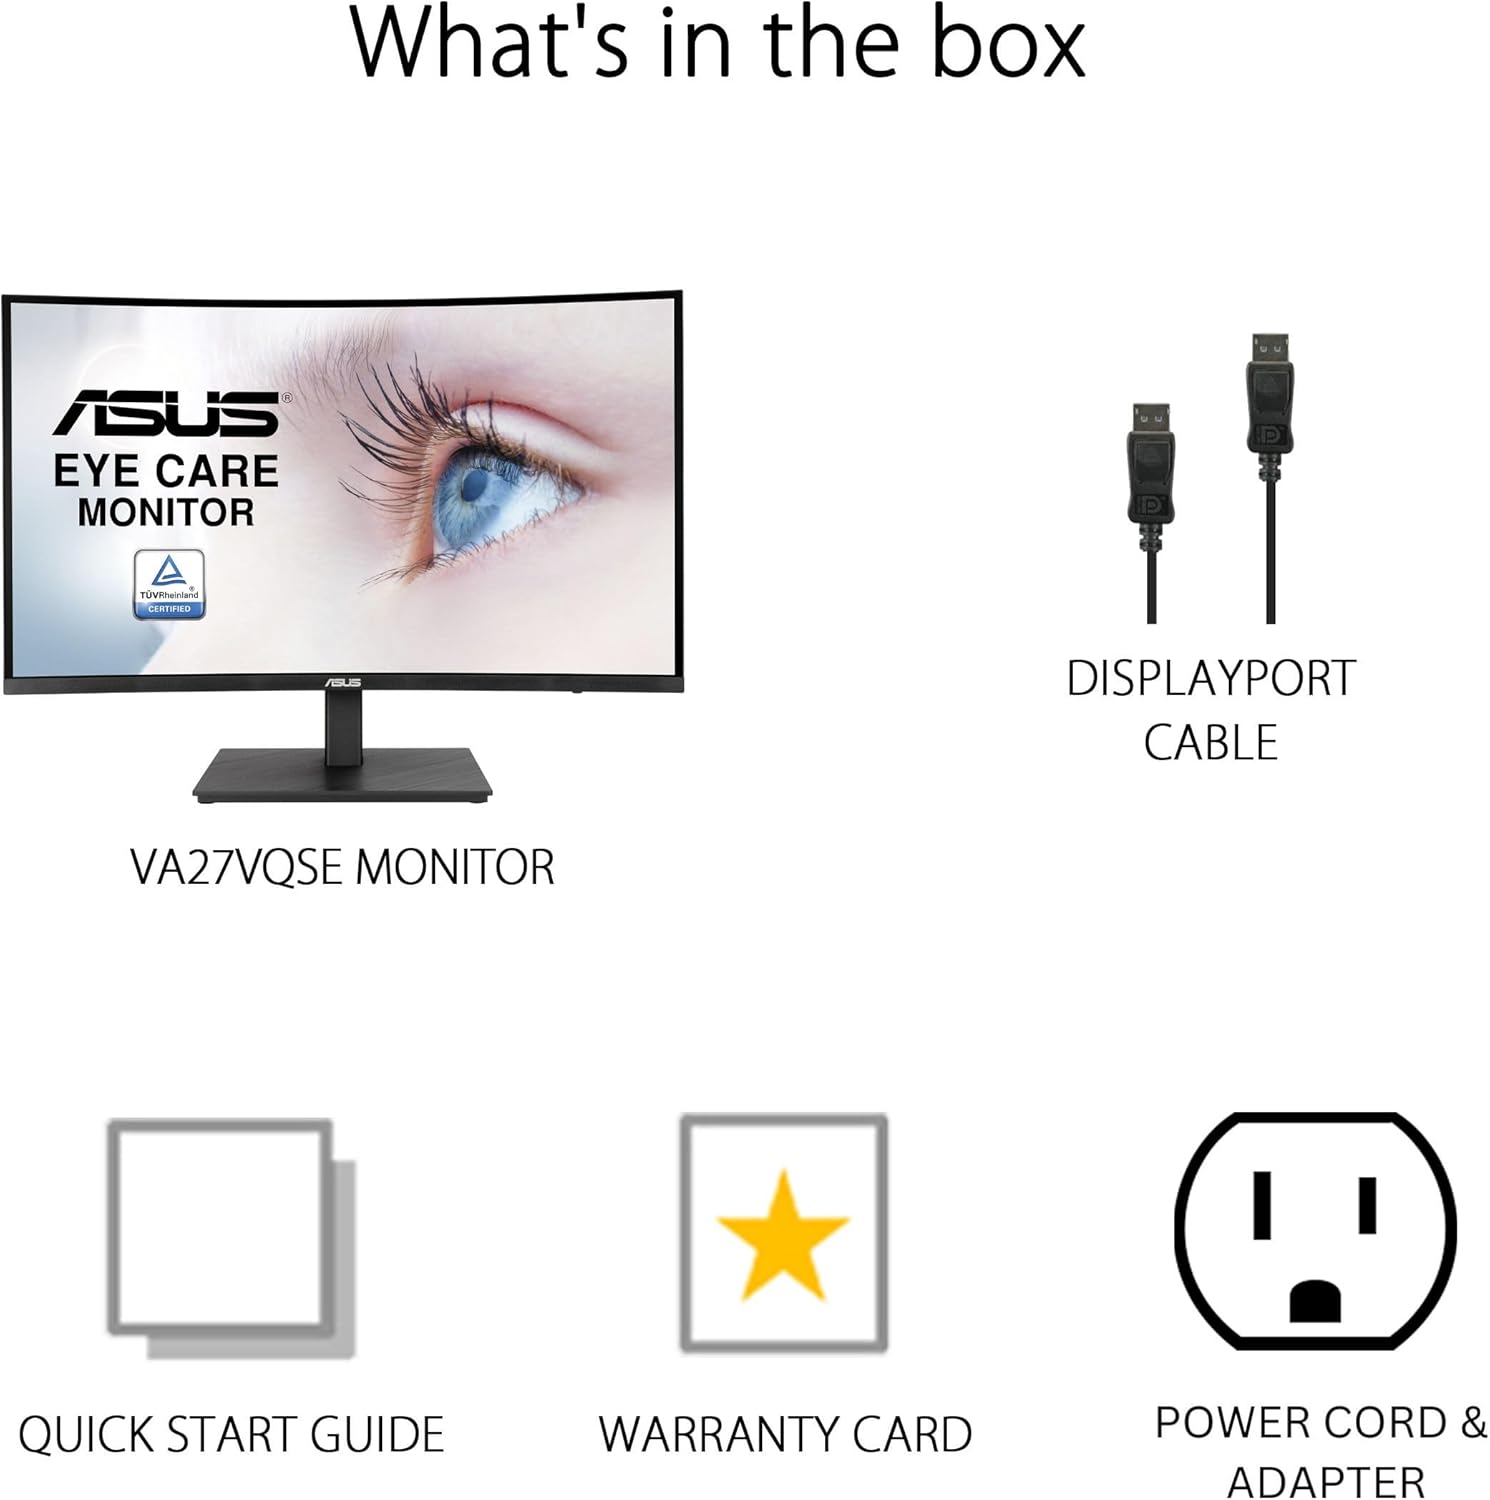 What's in the box
ASUS®
EYE CARE
MONITOR
TÜVRheinland®
CERTIFIED
ASUS
DISPLAYPORT
CABLE
VA27VQSE MONITOR
QUICK START GUIDE
WARRANTY CARD
POWER CORD &
ADAPTER